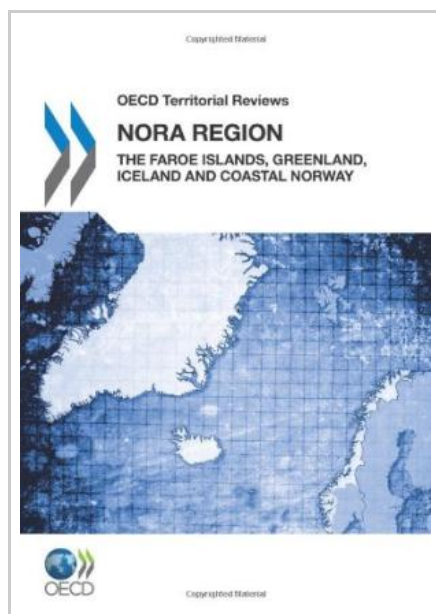 Copyrighted Material
OECD Territorial Reviews
NORA REGION
THE FAROE ISLANDS, GREENLAND,
ICELAND AND COASTAL NORWAY
OECD
Copyrighted Material